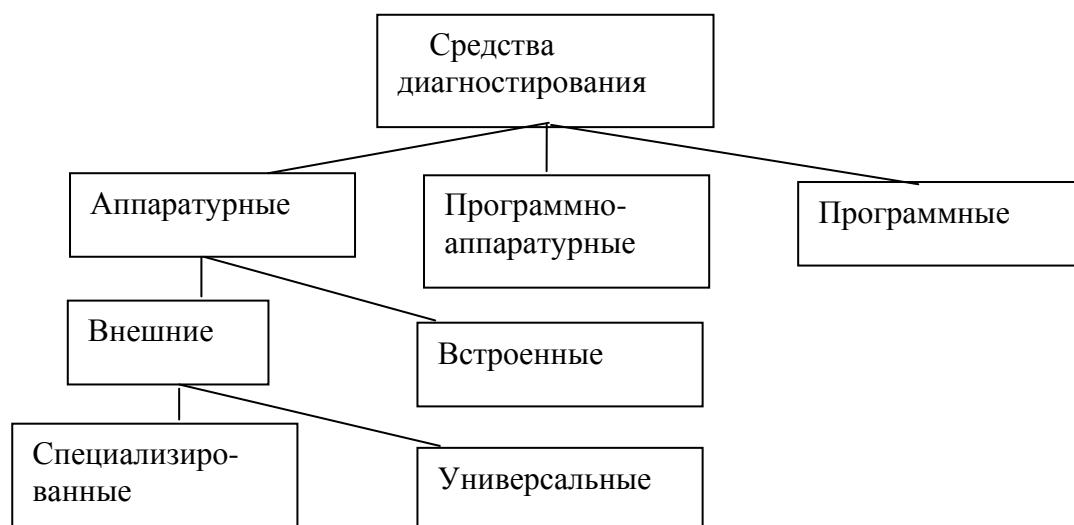 Средства
диагностирования
Аппаратурные
Программно-
аппаратурные
Программные
Внешние
Встроенные
Специализиро-
ванные
Универсальные